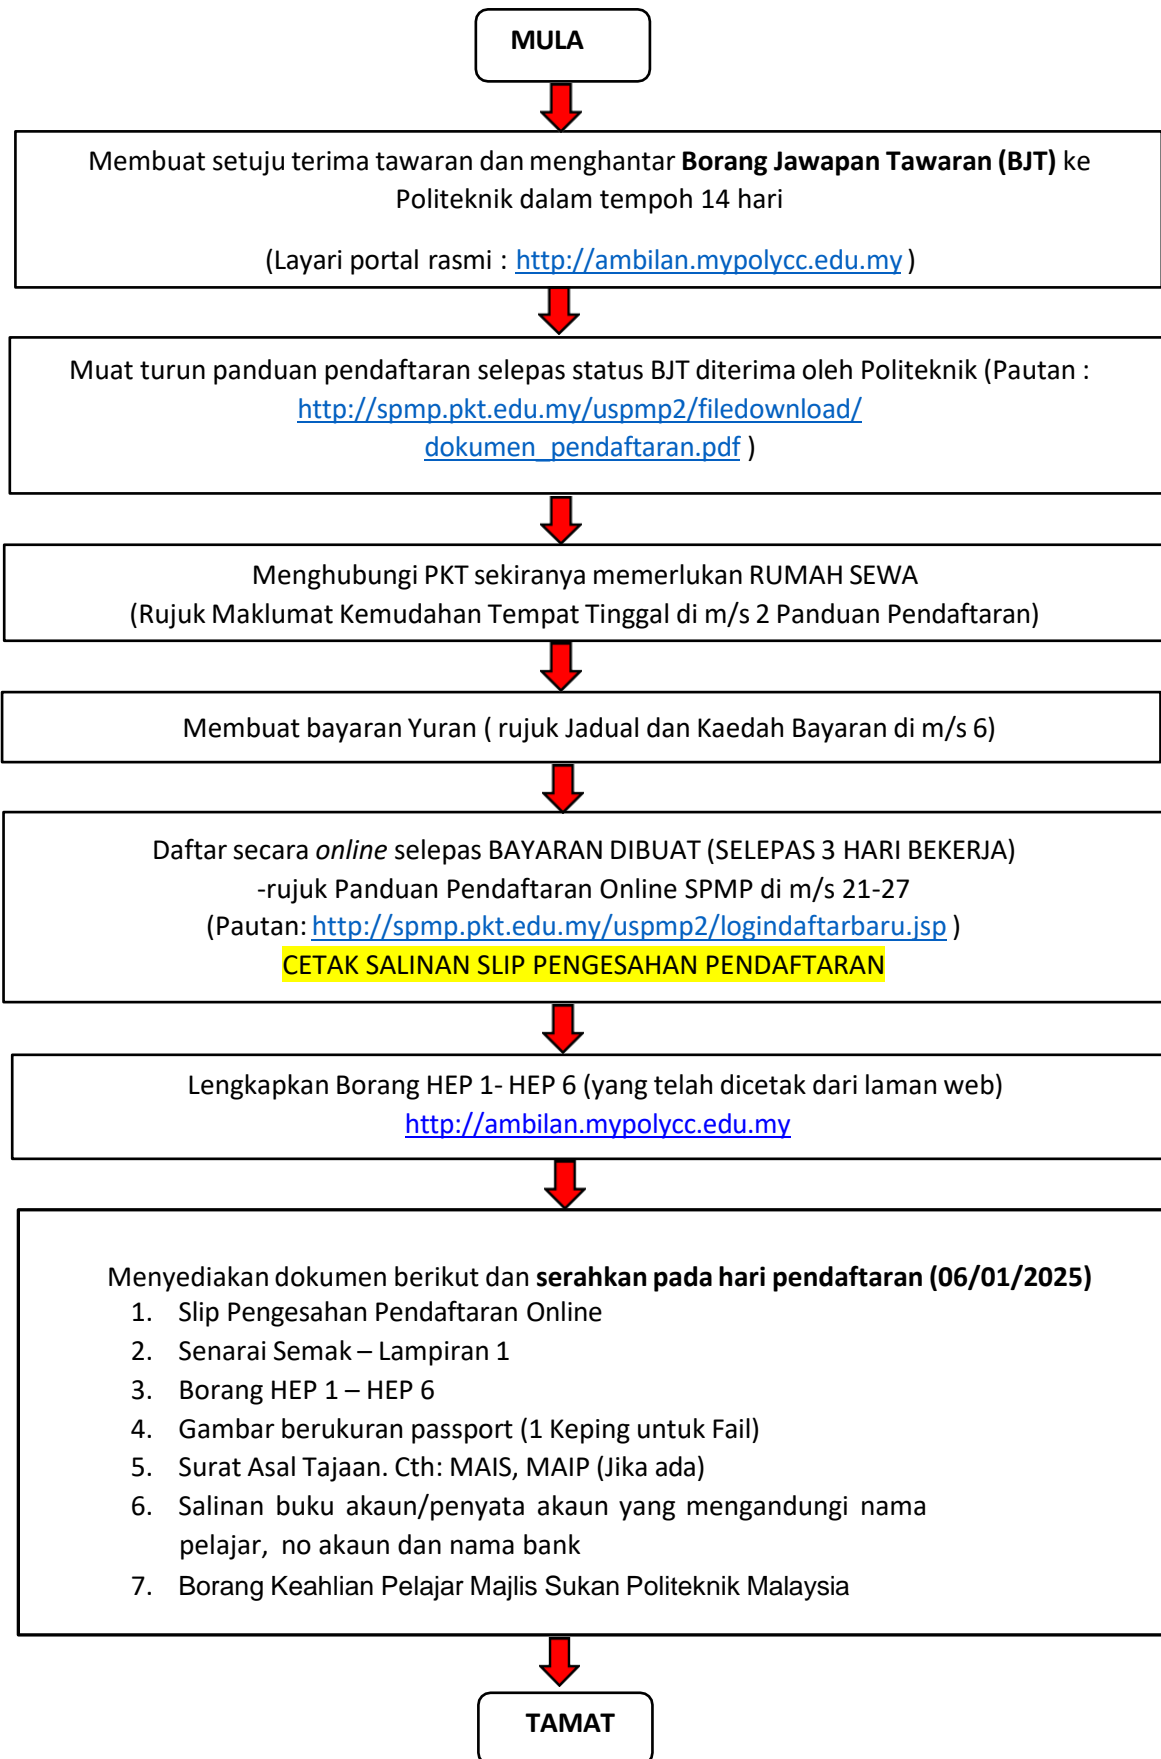 MULA
Membuat setuju terima tawaran dan menghantar Borang Jawapan Tawaran (BJT) ke
Politeknik dalam tempoh 14 hari
(Layari portal rasmi : http://ambilan.mypolycc.edu.my )
Muat turun panduan pendaftaran selepas status BJT diterima oleh Politeknik (Pautan :
http://spmp.pkt.edu.my/uspmp2/filedownload/
dokumen_pendaftaran.pdf )
Menghubungi PKT sekiranya memerlukan RUMAH SEWA
(Rujuk Maklumat Kemudahan Tempat Tinggal di m/s 2 Panduan Pendaftaran)
Membuat bayaran Yuran ( rujuk Jadual dan Kaedah Bayaran di m/s 6)
Daftar secara online selepas BAYARAN DIBUAT (SELEPAS 3 HARI BEKERJA)
-rujuk Panduan Pendaftaran Online SPMP di m/s 21-27
(Pautan: http://spmp.pkt.edu.my/uspmp2/logindaftarbaru.jsp )
CETAK SALINAN SLIP PENGESAHAN PENDAFTARAN
Lengkapkan Borang HEP 1- HEP 6 (yang telah dicetak dari laman web)
http://ambilan.mypolycc.edu.my
Menyediakan dokumen berikut dan serahkan pada hari pendaftaran (06/01/2025)
1. Slip Pengesahan Pendaftaran Online
2. Senarai Semak – Lampiran 1
3. Borang HEP 1 – HEP 6
4. Gambar berukuran passport (1 Keping untuk Fail)
5. Surat Asal Tajaan. Cth: MAIS, MAIP (Jika ada)
6. Salinan buku akaun/penyata akaun yang mengandungi nama
pelajar, no akaun dan nama bank
7. Borang Keahlian Pelajar Majlis Sukan Politeknik Malaysia
TAMAT